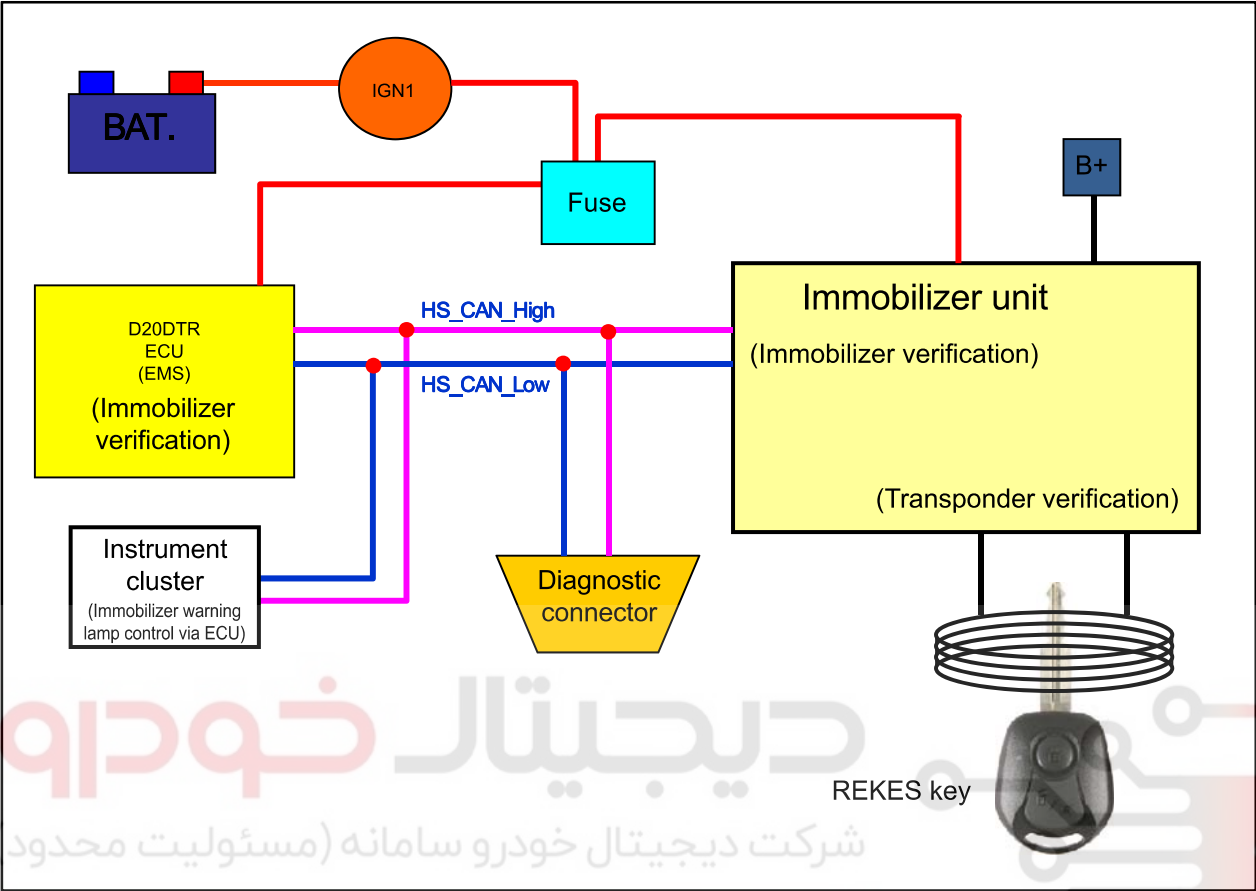 BAT.
IGN1
Fuse
B+
D20DTR
ECU
(EMS)
(Immobilizer
verification)
HS_CAN_High
HS_CAN_Low
Immobilizer unit
(Immobilizer verification)
(Transponder verification)
Instrument
cluster
(Immobilizer warning
lamp control via ECU)
Diagnostic
connector
REKES key
دیجیتال خودرو
شرکت دیجیتال خودرو سامانه (مسئولیت محدود)